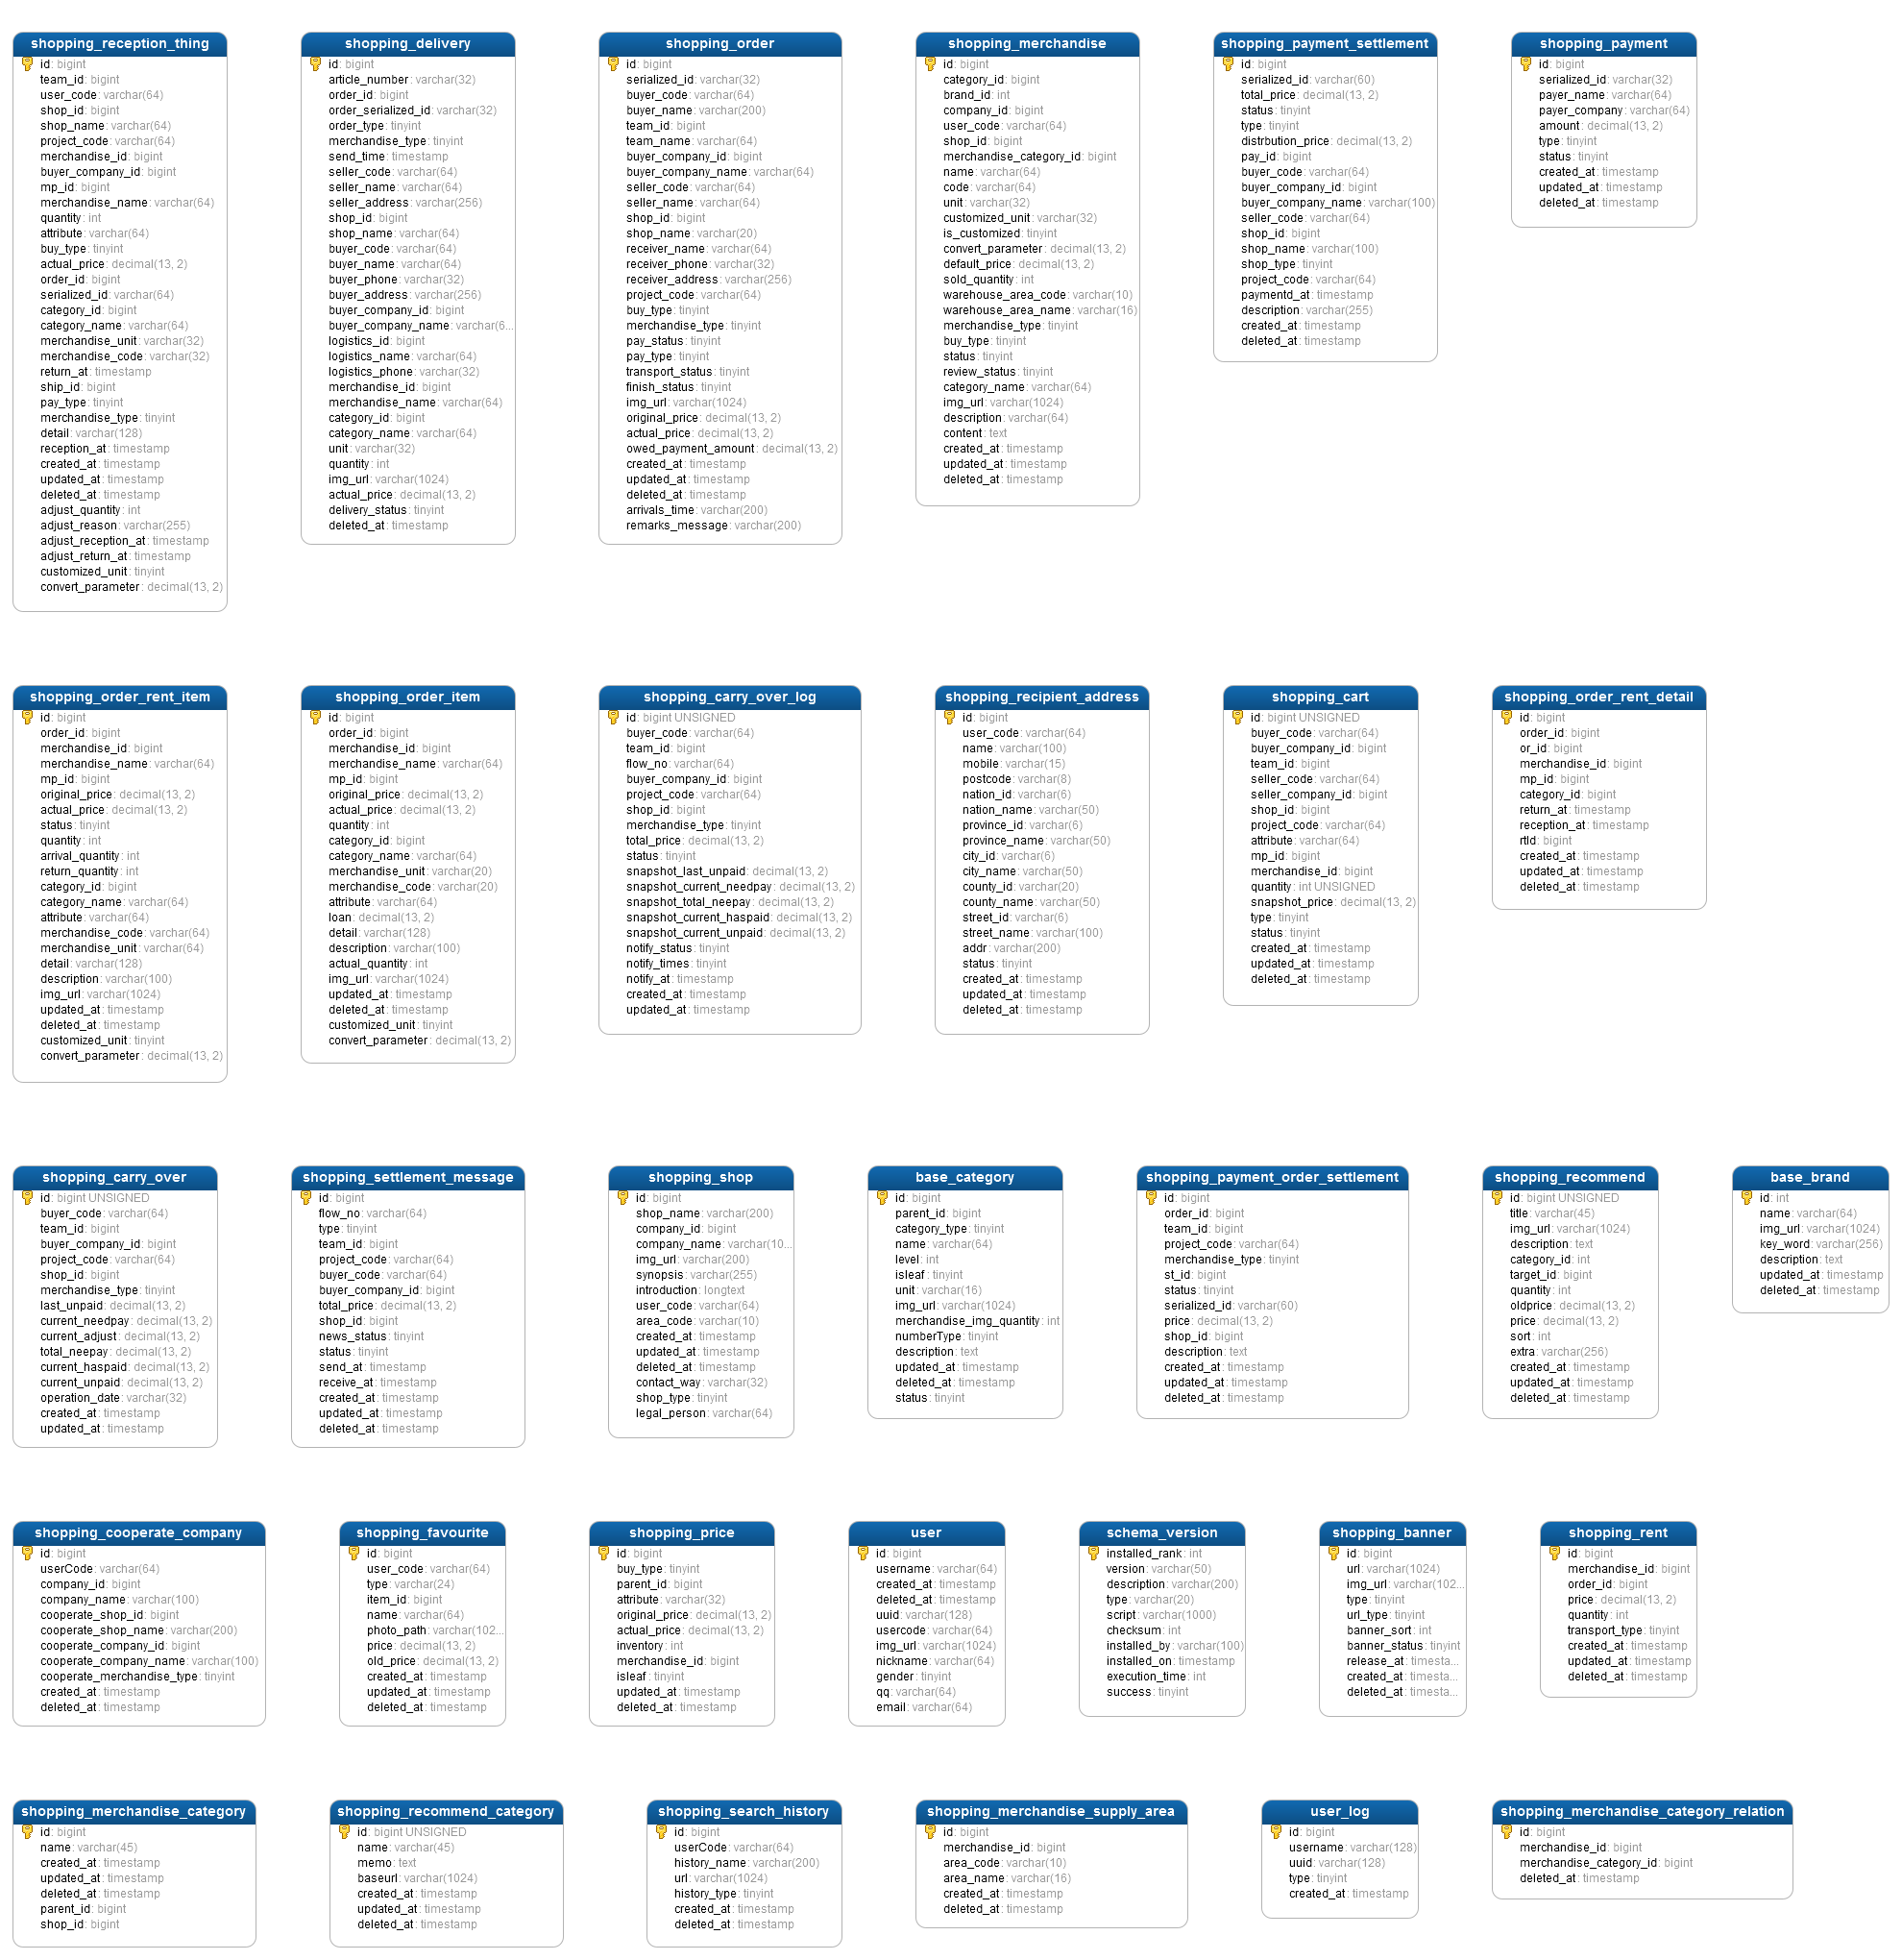 shopping_reception_thing
id: bigint
team_id: bigint
user_code: varchar(64)
shop_id: bigint
shop_name: varchar(64)
project_code: varchar(64)
merchandise_id: bigint
buyer_company_id: bigint
mp_id: bigint
merchandise_name: varchar(64)
quantity: int
attribute: varchar(64)
buy_type: tinyint
actual_price: decimal(13, 2)
order_id: bigint
serialized_id: varchar(64)
category_id: bigint
category_name: varchar(64)
merchandise_unit: varchar(32)
merchandise_code: varchar(32)
return_at: timestamp
ship_id: bigint
pay_type: tinyint
merchandise_type: tinyint
detail: varchar(128)
reception_at: timestamp
created_at: timestamp
updated_at: timestamp
deleted_at: timestamp
adjust_quantity: int
adjust_reason: varchar(255)
adjust_reception_at: timestamp
adjust_return_at: timestamp
customized_unit: tinyint
convert_parameter: decimal(13, 2)
shopping_delivery
id: bigint
article_number: varchar(32)
order_id: bigint
order_serialized_id: varchar(32)
order_type: tinyint
merchandise_type: tinyint
send_time: timestamp
seller_code: varchar(64)
seller_name: varchar(64)
seller_address: varchar(256)
shop_id: bigint
shop_name: varchar(64)
buyer_code: varchar(64)
buyer_name: varchar(64)
buyer_phone: varchar(32)
buyer_address: varchar(256)
buyer_company_id: bigint
buyer_company_name: varchar(6...
logistics_id: bigint
logistics_name: varchar(64)
logistics_phone: varchar(32)
merchandise_id: bigint
merchandise_name: varchar(64)
category_id: bigint
category_name: varchar(64)
unit: varchar(32)
quantity: int
img_url: varchar(1024)
actual_price: decimal(13, 2)
delivery_status: tinyint
deleted_at: timestamp
shopping_order
id: bigint
serialized_id: varchar(32)
buyer_code: varchar(64)
buyer_name: varchar(200)
team_id: bigint
team_name: varchar(64)
buyer_company_id: bigint
buyer_company_name: varchar(64)
seller_code: varchar(64)
seller_name: varchar(64)
shop_id: bigint
shop_name: varchar(20)
receiver_name: varchar(64)
receiver_phone: varchar(32)
receiver_address: varchar(256)
project_code: varchar(64)
buy_type: tinyint
merchandise_type: tinyint
pay_status: tinyint
pay_type: tinyint
transport_status: tinyint
finish_status: tinyint
img_url: varchar(1024)
original_price: decimal(13, 2)
actual_price: decimal(13, 2)
owed_payment_amount: decimal(13, 2)
created_at: timestamp
updated_at: timestamp
deleted_at: timestamp
arrivals_time: varchar(200)
remarks_message: varchar(200)
shopping_merchandise
id: bigint
category_id: bigint
brand_id: int
company_id: bigint
user_code: varchar(64)
shop_id: bigint
merchandise_category_id: bigint
name: varchar(64)
code: varchar(64)
unit: varchar(32)
customized_unit: varchar(32)
is_customized: tinyint
convert_parameter: decimal(13, 2)
default_price: decimal(13, 2)
sold_quantity: int
warehouse_area_code: varchar(10)
warehouse_area_name: varchar(16)
merchandise_type: tinyint
buy_type: tinyint
status: tinyint
review_status: tinyint
category_name: varchar(64)
img_url: varchar(1024)
description: varchar(64)
content: text
created_at: timestamp
updated_at: timestamp
deleted_at: timestamp
shopping_payment_settlement
id: bigint
serialized_id: varchar(60)
total_price: decimal(13, 2)
status: tinyint
type: tinyint
distrbution_price: decimal(13, 2)
pay_id: bigint
buyer_code: varchar(64)
buyer_company_id: bigint
buyer_company_name: varchar(100)
seller_code: varchar(64)
shop_id: bigint
shop_name: varchar(100)
shop_type: tinyint
project_code: varchar(64)
paymentd_at: timestamp
description: varchar(255)
created_at: timestamp
deleted_at: timestamp
shopping_payment
id: bigint
serialized_id: varchar(32)
payer_name: varchar(64)
payer_company: varchar(64)
amount: decimal(13, 2)
type: tinyint
status: tinyint
created_at: timestamp
updated_at: timestamp
deleted_at: timestamp
shopping_order_rent_item
id: bigint
order_id: bigint
merchandise_id: bigint
merchandise_name: varchar(64)
mp_id: bigint
original_price: decimal(13, 2)
actual_price: decimal(13, 2)
status: tinyint
quantity: int
arrival_quantity: int
return_quantity: int
category_id: bigint
category_name: varchar(64)
attribute: varchar(64)
merchandise_code: varchar(64)
merchandise_unit: varchar(64)
detail: varchar(128)
description: varchar(100)
img_url: varchar(1024)
updated_at: timestamp
deleted_at: timestamp
customized_unit: tinyint
convert_parameter: decimal(13, 2)
shopping_order_item
id: bigint
order_id: bigint
merchandise_id: bigint
merchandise_name: varchar(64)
mp_id: bigint
original_price: decimal(13, 2)
actual_price: decimal(13, 2)
quantity: int
category_id: bigint
category_name: varchar(64)
merchandise_unit: varchar(20)
merchandise_code: varchar(20)
attribute: varchar(64)
loan: decimal(13, 2)
detail: varchar(128)
description: varchar(100)
actual_quantity: int
img_url: varchar(1024)
updated_at: timestamp
deleted_at: timestamp
customized_unit: tinyint
convert_parameter: decimal(13, 2)
shopping_carry_over_log
id: bigint UNSIGNED
buyer_code: varchar(64)
team_id: bigint
flow_no: varchar(64)
buyer_company_id: bigint
project_code: varchar(64)
shop_id: bigint
merchandise_type: tinyint
total_price: decimal(13, 2)
status: tinyint
snapshot_last_unpaid: decimal(13, 2)
snapshot_current_needpay: decimal(13, 2)
snapshot_total_neepay: decimal(13, 2)
snapshot_current_haspaid: decimal(13, 2)
snapshot_current_unpaid: decimal(13, 2)
notify_status: tinyint
notify_times: tinyint
notify_at: timestamp
created_at: timestamp
updated_at: timestamp
shopping_recipient_address
id: bigint
user_code: varchar(64)
name: varchar(100)
mobile: varchar(15)
postcode: varchar(8)
nation_id: varchar(6)
nation_name: varchar(50)
province_id: varchar(6)
province_name: varchar(50)
city_id: varchar(6)
city_name: varchar(50)
county_id: varchar(20)
county_name: varchar(50)
street_id: varchar(6)
street_name: varchar(100)
addr: varchar(200)
status: tinyint
created_at: timestamp
updated_at: timestamp
deleted_at: timestamp
shopping_cart
id: bigint UNSIGNED
buyer_code: varchar(64)
buyer_company_id: bigint
team_id: bigint
seller_code: varchar(64)
seller_company_id: bigint
shop_id: bigint
project_code: varchar(64)
attribute: varchar(64)
mp_id: bigint
merchandise_id: bigint
quantity: int UNSIGNED
snapshot_price: decimal(13, 2)
type: tinyint
status: tinyint
created_at: timestamp
updated_at: timestamp
deleted_at: timestamp
shopping_order_rent_detail
id: bigint
order_id: bigint
or_id: bigint
merchandise_id: bigint
mp_id: bigint
category_id: bigint
return_at: timestamp
reception_at: timestamp
rtId: bigint
created_at: timestamp
updated_at: timestamp
deleted_at: timestamp
shopping_carry_over
id: bigint UNSIGNED
buyer_code: varchar(64)
team_id: bigint
buyer_company_id: bigint
project_code: varchar(64)
shop_id: bigint
merchandise_type: tinyint
last_unpaid: decimal(13, 2)
current_needpay: decimal(13, 2)
current_adjust: decimal(13, 2)
total_neepay: decimal(13, 2)
current_haspaid: decimal(13, 2)
current_unpaid: decimal(13, 2)
operation_date: varchar(32)
created_at: timestamp
updated_at: timestamp
shopping_settlement_message
id: bigint
flow_no: varchar(64)
type: tinyint
team_id: bigint
project_code: varchar(64)
buyer_code: varchar(64)
buyer_company_id: bigint
total_price: decimal(13, 2)
shop_id: bigint
news_status: tinyint
status: tinyint
send_at: timestamp
receive_at: timestamp
created_at: timestamp
updated_at: timestamp
deleted_at: timestamp
shopping_shop
id: bigint
shop_name: varchar(200)
company_id: bigint
company_name: varchar(10...
img_url: varchar(200)
synopsis: varchar(255)
introduction: longtext
user_code: varchar(64)
area_code: varchar(10)
created_at: timestamp
updated_at: timestamp
deleted_at: timestamp
contact_way: varchar(32)
shop_type: tinyint
legal_person: varchar(64)
base_category
id: bigint
parent_id: bigint
category_type: tinyint
name: varchar(64)
level: int
isleaf: tinyint
unit: varchar(16)
img_url: varchar(1024)
merchandise_img_quantity: int
numberType: tinyint
description: text
updated_at: timestamp
deleted_at: timestamp
status: tinyint
shopping_payment_order_settlement
id: bigint
order_id: bigint
team_id: bigint
project_code: varchar(64)
merchandise_type: tinyint
st_id: bigint
status: tinyint
serialized_id: varchar(60)
price: decimal(13, 2)
shop_id: bigint
description: text
created_at: timestamp
updated_at: timestamp
deleted_at: timestamp
shopping_recommend
id: bigint UNSIGNED
title: varchar(45)
img_url: varchar(1024)
description: text
category_id: int
target_id: bigint
quantity: int
oldprice: decimal(13, 2)
price: decimal(13, 2)
sort: int
extra: varchar(256)
created_at: timestamp
updated_at: timestamp
deleted_at: timestamp
base_brand
id: int
name: varchar(64)
img_url: varchar(1024)
key_word: varchar(256)
description: text
updated_at: timestamp
deleted_at: timestamp
shopping_cooperate_company
id: bigint
userCode: varchar(64)
company_id: bigint
company_name: varchar(100)
cooperate_shop_id: bigint
cooperate_shop_name: varchar(200)
cooperate_company_id: bigint
cooperate_company_name: varchar(100)
cooperate_merchandise_type: tinyint
created_at: timestamp
deleted_at: timestamp
shopping_favourite
id: bigint
user_code: varchar(64)
type: varchar(24)
item_id: bigint
name: varchar(64)
photo_path: varchar(102...
price: decimal(13, 2)
old_price: decimal(13, 2)
created_at: timestamp
updated_at: timestamp
deleted_at: timestamp
shopping_price
id: bigint
buy_type: tinyint
parent_id: bigint
attribute: varchar(32)
original_price: decimal(13, 2)
actual_price: decimal(13, 2)
inventory: int
merchandise_id: bigint
isleaf: tinyint
updated_at: timestamp
deleted_at: timestamp
user
id: bigint
username: varchar(64)
created_at: timestamp
deleted_at: timestamp
uuid: varchar(128)
usercode: varchar(64)
img_url: varchar(1024)
nickname: varchar(64)
gender: tinyint
qq: varchar(64)
email: varchar(64)
schema_version
installed_rank: int
version: varchar(50)
description: varchar(200)
type: varchar(20)
script: varchar(1000)
checksum: int
installed_by: varchar(100)
installed_on: timestamp
execution_time: int
success: tinyint
shopping_banner
id: bigint
url: varchar(1024)
img_url: varchar(102...
type: tinyint
url_type: tinyint
banner_sort: int
banner_status: tinyint
release_at: timesta...
created_at: timesta...
deleted_at: timesta...
shopping_rent
id: bigint
merchandise_id: bigint
order_id: bigint
price: decimal(13, 2)
quantity: int
transport_type: tinyint
created_at: timestamp
updated_at: timestamp
deleted_at: timestamp
shopping_merchandise_category
id: bigint
name: varchar(45)
created_at: timestamp
updated_at: timestamp
deleted_at: timestamp
parent_id: bigint
shop_id: bigint
shopping_recommend_category
id: bigint UNSIGNED
name: varchar(45)
memo: text
baseurl: varchar(1024)
created_at: timestamp
updated_at: timestamp
deleted_at: timestamp
shopping_search_history
id: bigint
userCode: varchar(64)
history_name: varchar(200)
url: varchar(1024)
history_type: tinyint
created_at: timestamp
deleted_at: timestamp
shopping_merchandise_supply_area
id: bigint
merchandise_id: bigint
area_code: varchar(10)
area_name: varchar(16)
created_at: timestamp
deleted_at: timestamp
user_log
id: bigint
username: varchar(128)
uuid: varchar(128)
type: tinyint
created_at: timestamp
shopping_merchandise_category_relation
id: bigint
merchandise_id: bigint
merchandise_category_id: bigint
deleted_at: timestamp